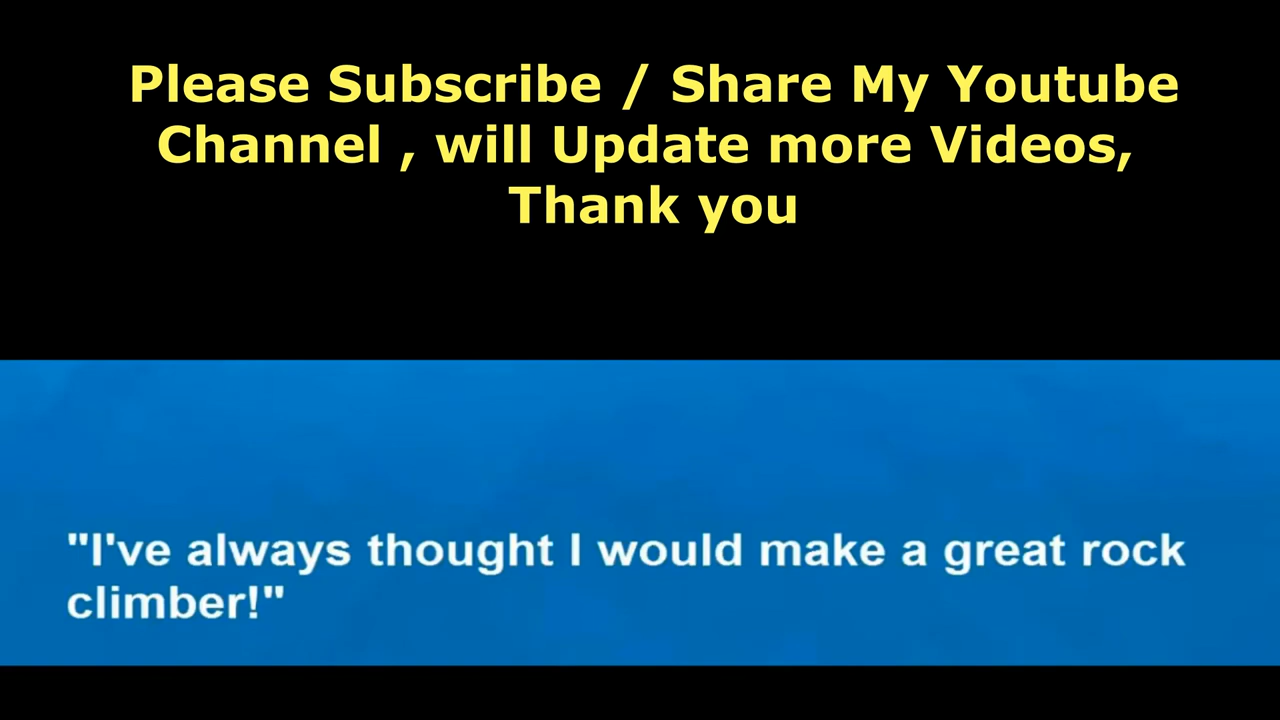 Please Subscribe / Share My Youtube
Channel , will Update more Videos,
Thank you
"I've always thought I would make a great rock
climber!"